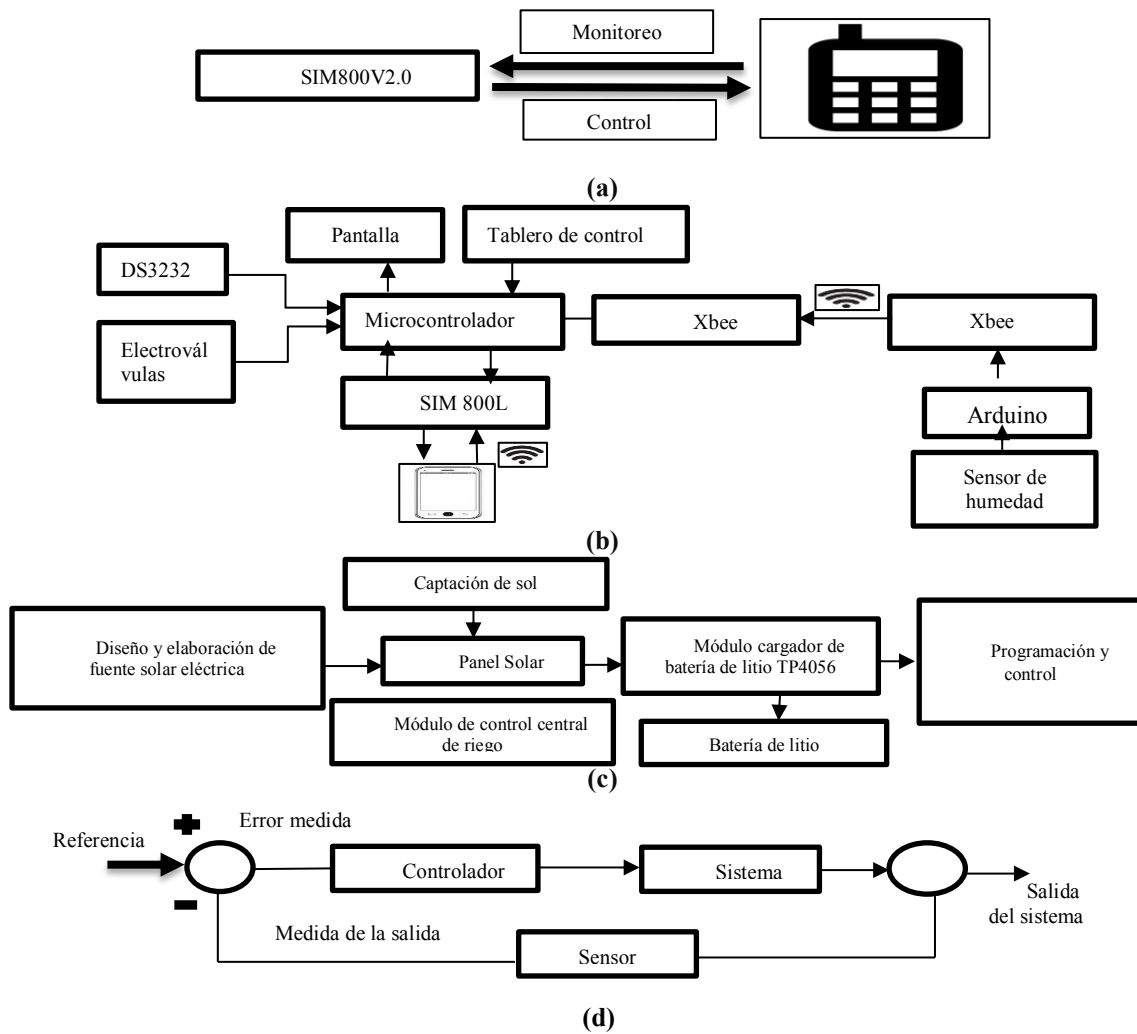 Monitoreo
SIM800V2.0
Control
(a)
Pantalla
Tablero de control
DS3232
Microcontrolador
Xbee
Xbee
Electrovál
vulas
SIM 800L
Arduino
Sensor de
humedad
(b)
Captación de sol
Diseño y elaboración de
fuente solar eléctrica
Panel Solar
Módulo cargador de
batería de litio TP4056
Programación y
control
Módulo de control central
de riego
Batería de litio
(c)
Referencia
Error medida
Controlador
Sistema
Salida
del sistema
Medida de la salida
Sensor
(d)